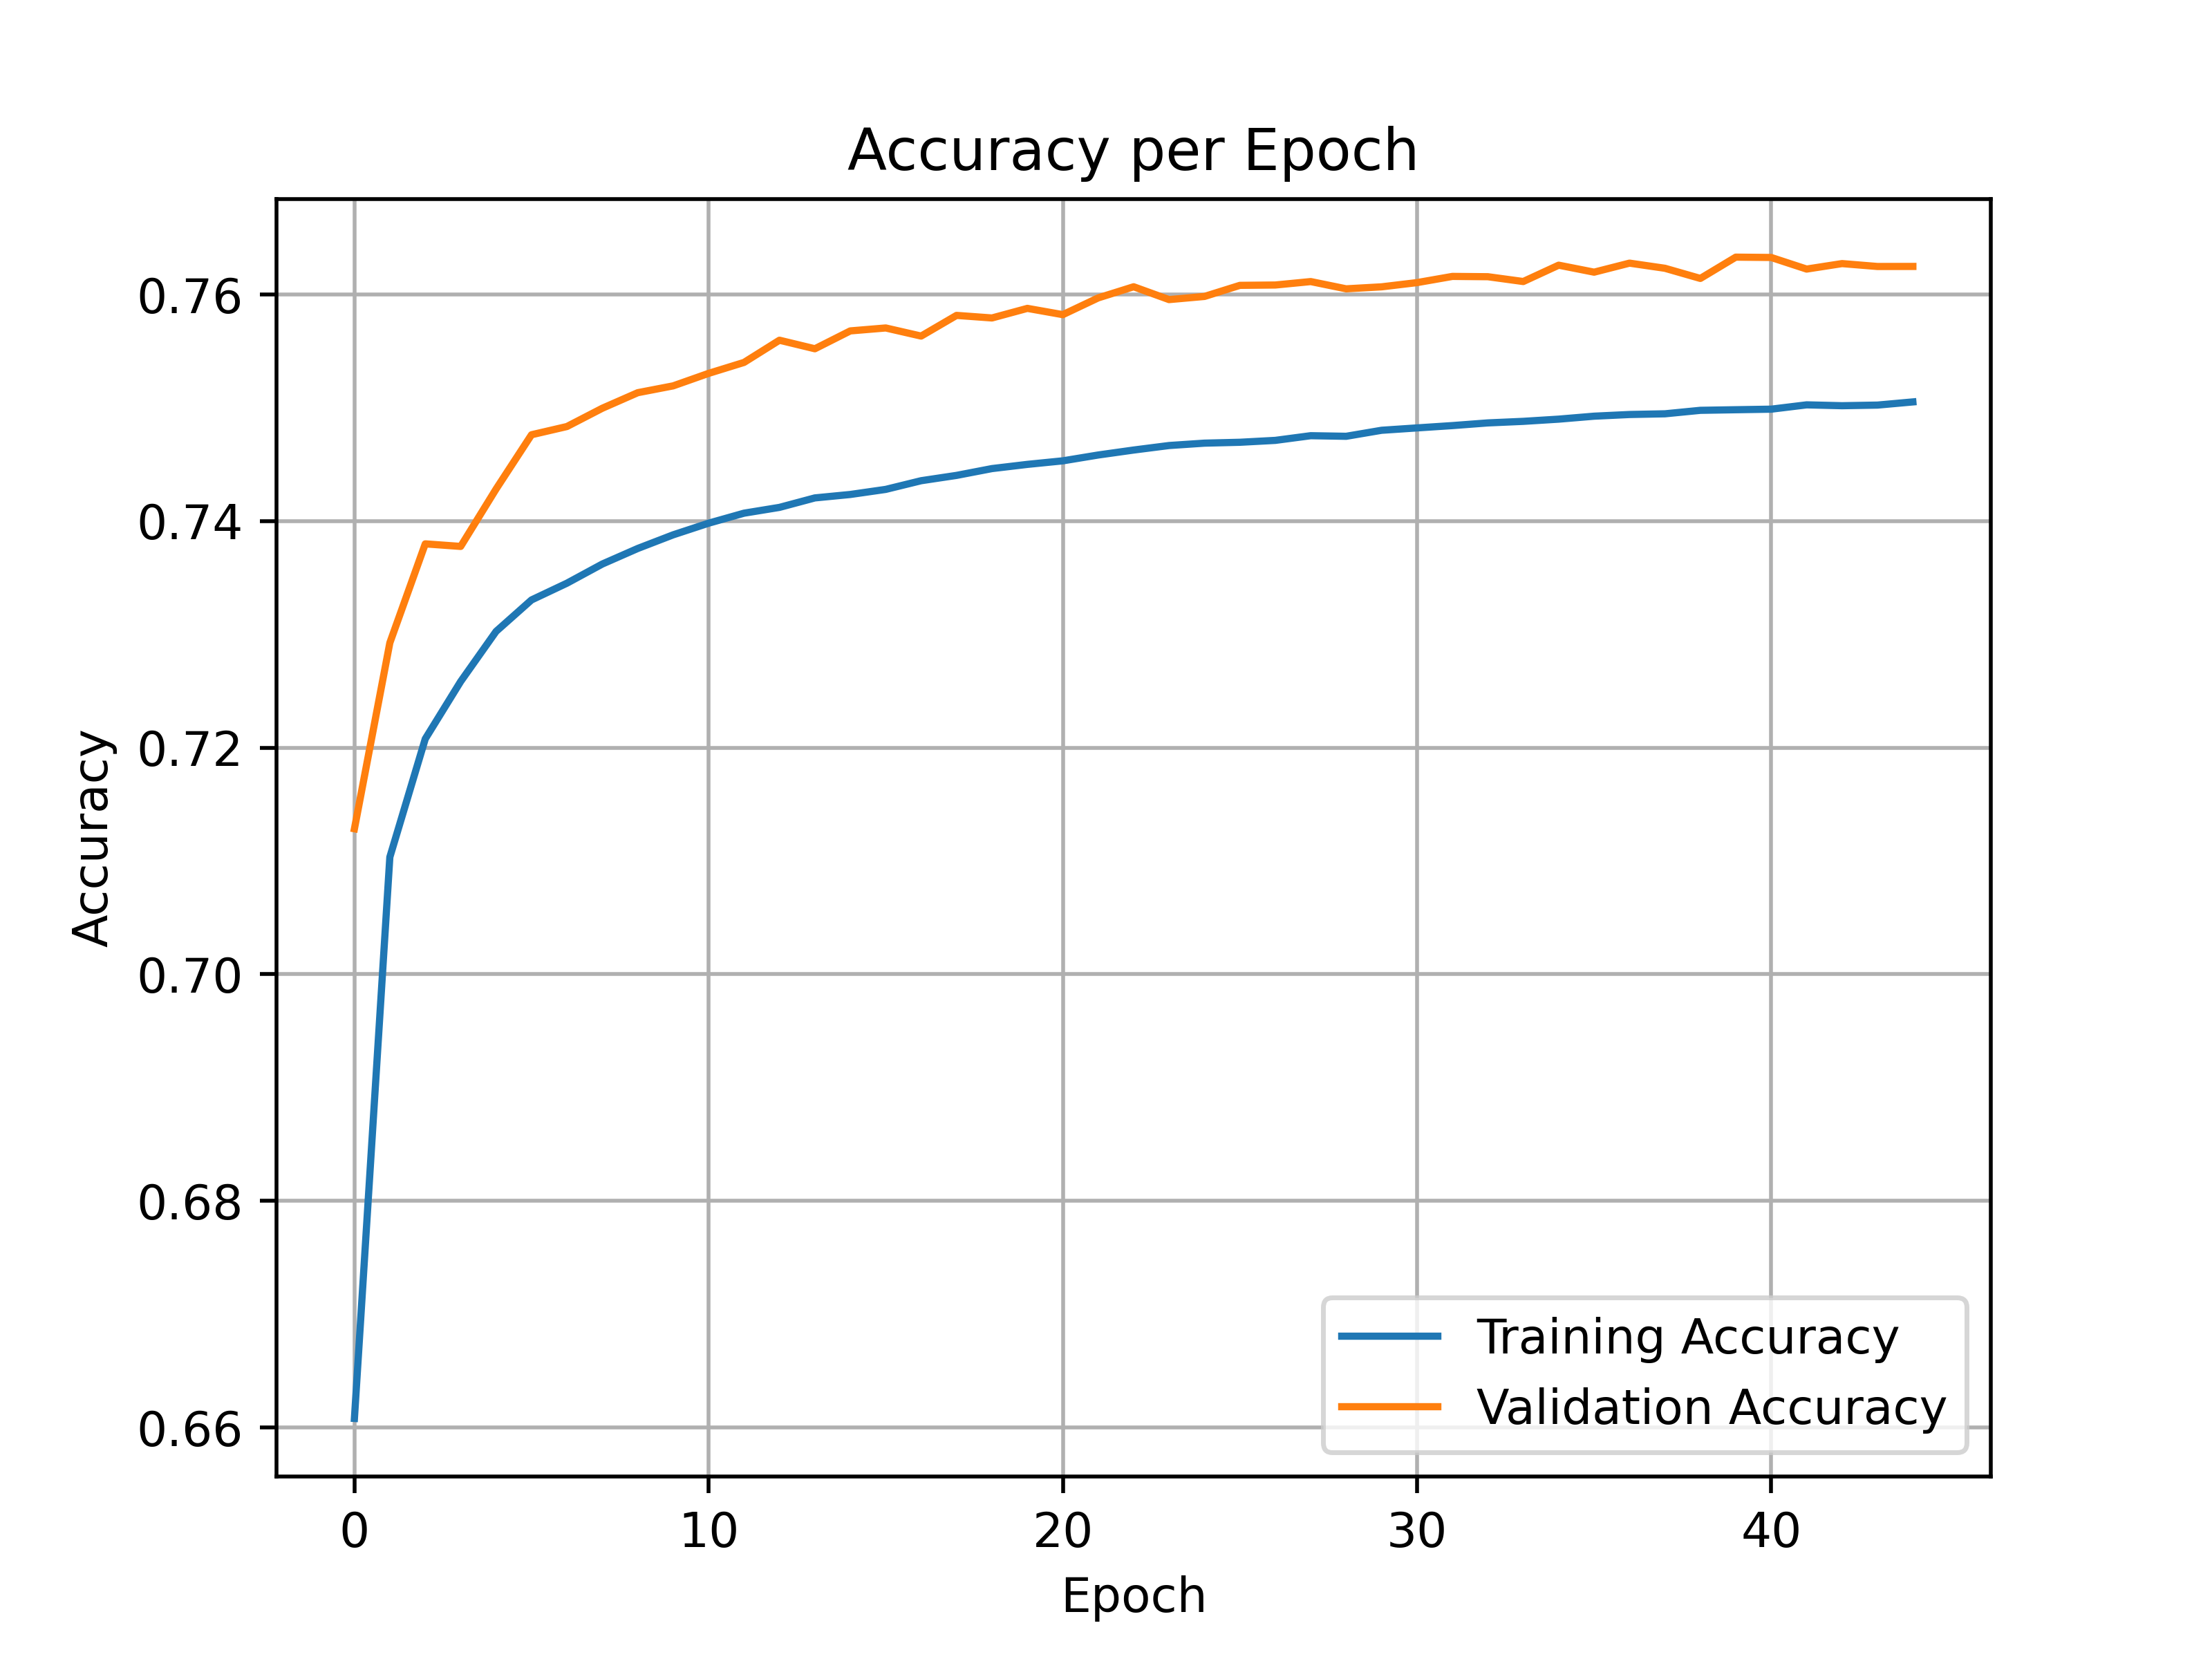 Accuracy per Epoch
Accuracy
0.76
0.74
0.72
0.70
0.68
0.66
0
10
20
30
40
Epoch
Training Accuracy
Validation Accuracy